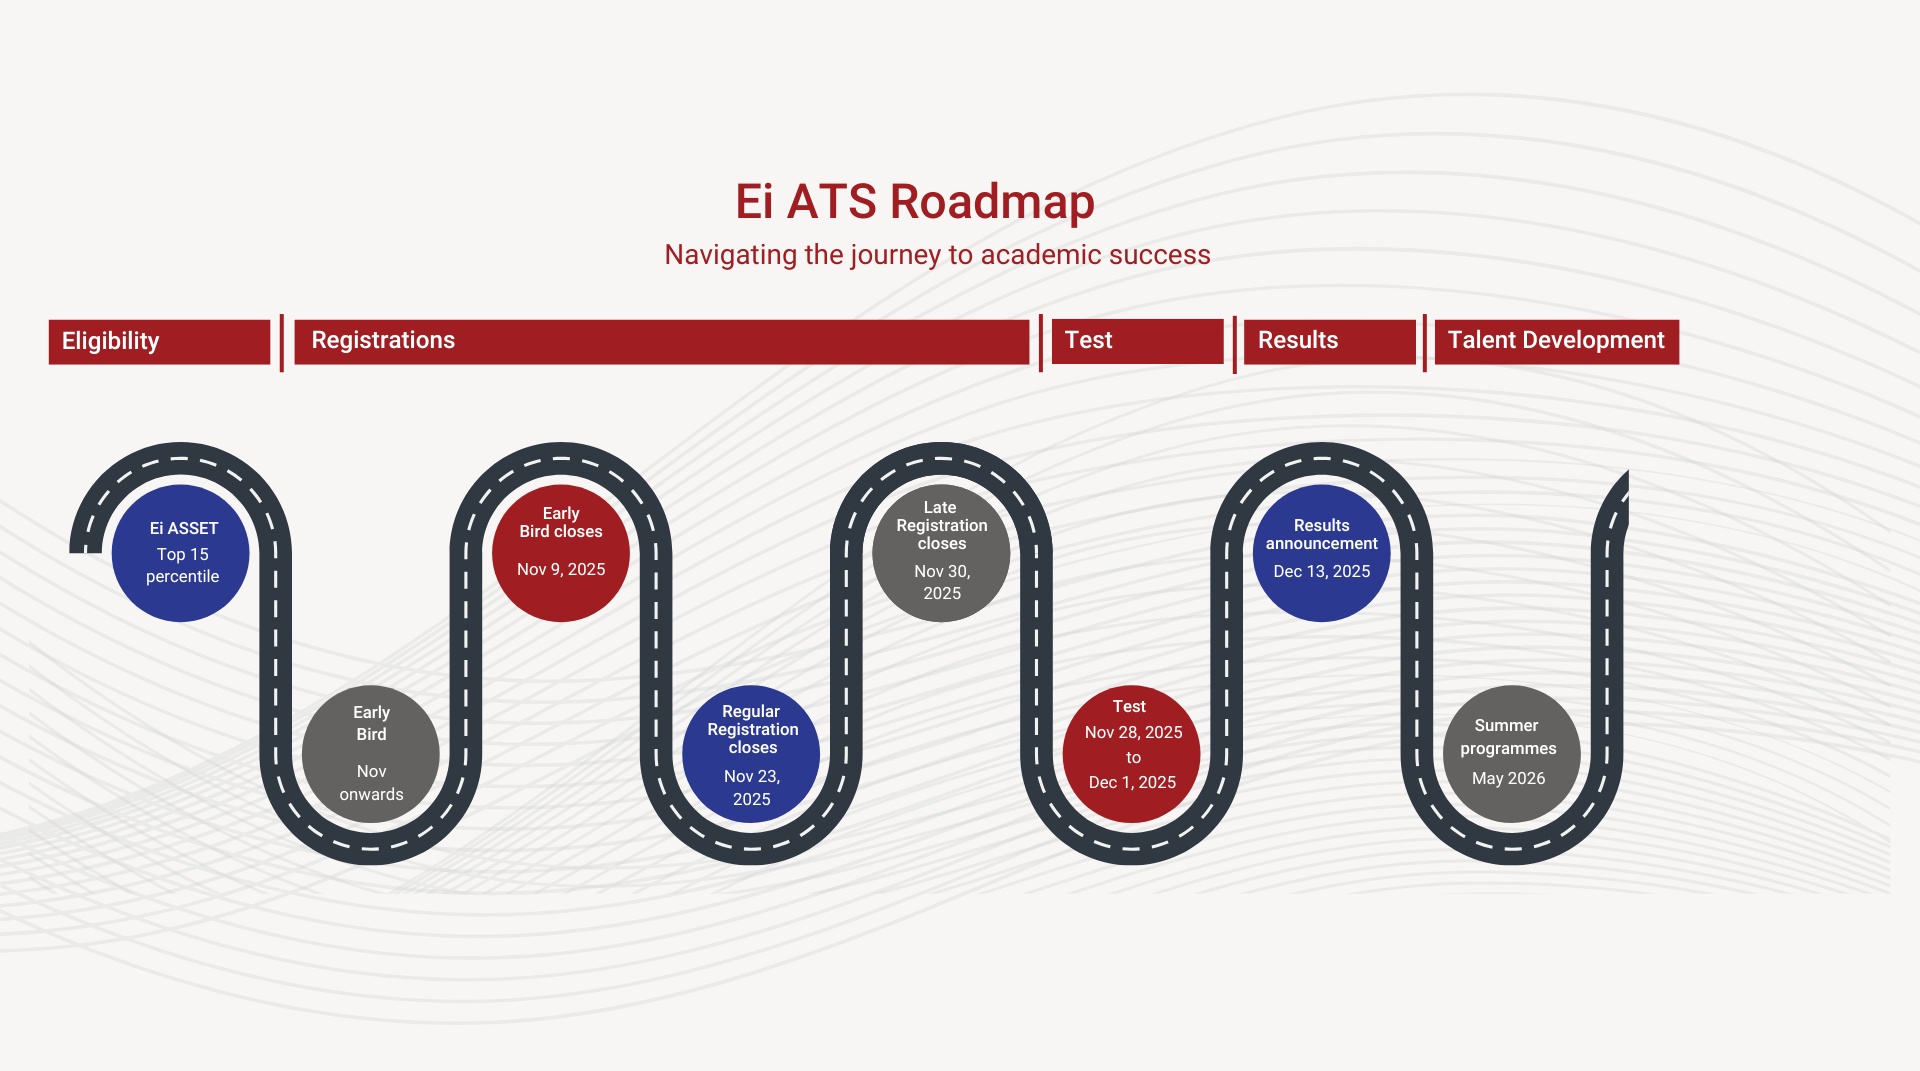 Ei ATS Roadmap
Navigating the journey to academic success
Eligibility
Registrations
Test
Results
Talent Development
Ei ASSET
Top 15
percentile
Early
Bird
Nov
onwards
Early
Bird closes
Nov 9, 2025
Regular
Registration
closes
Nov 23,
2025
Late
Registration
closes
Nov 30,
2025
Test
Nov 28, 2025
to
Dec 1, 2025
Results
announcement
Dec 13, 2025
Summer
programmes
May 2026